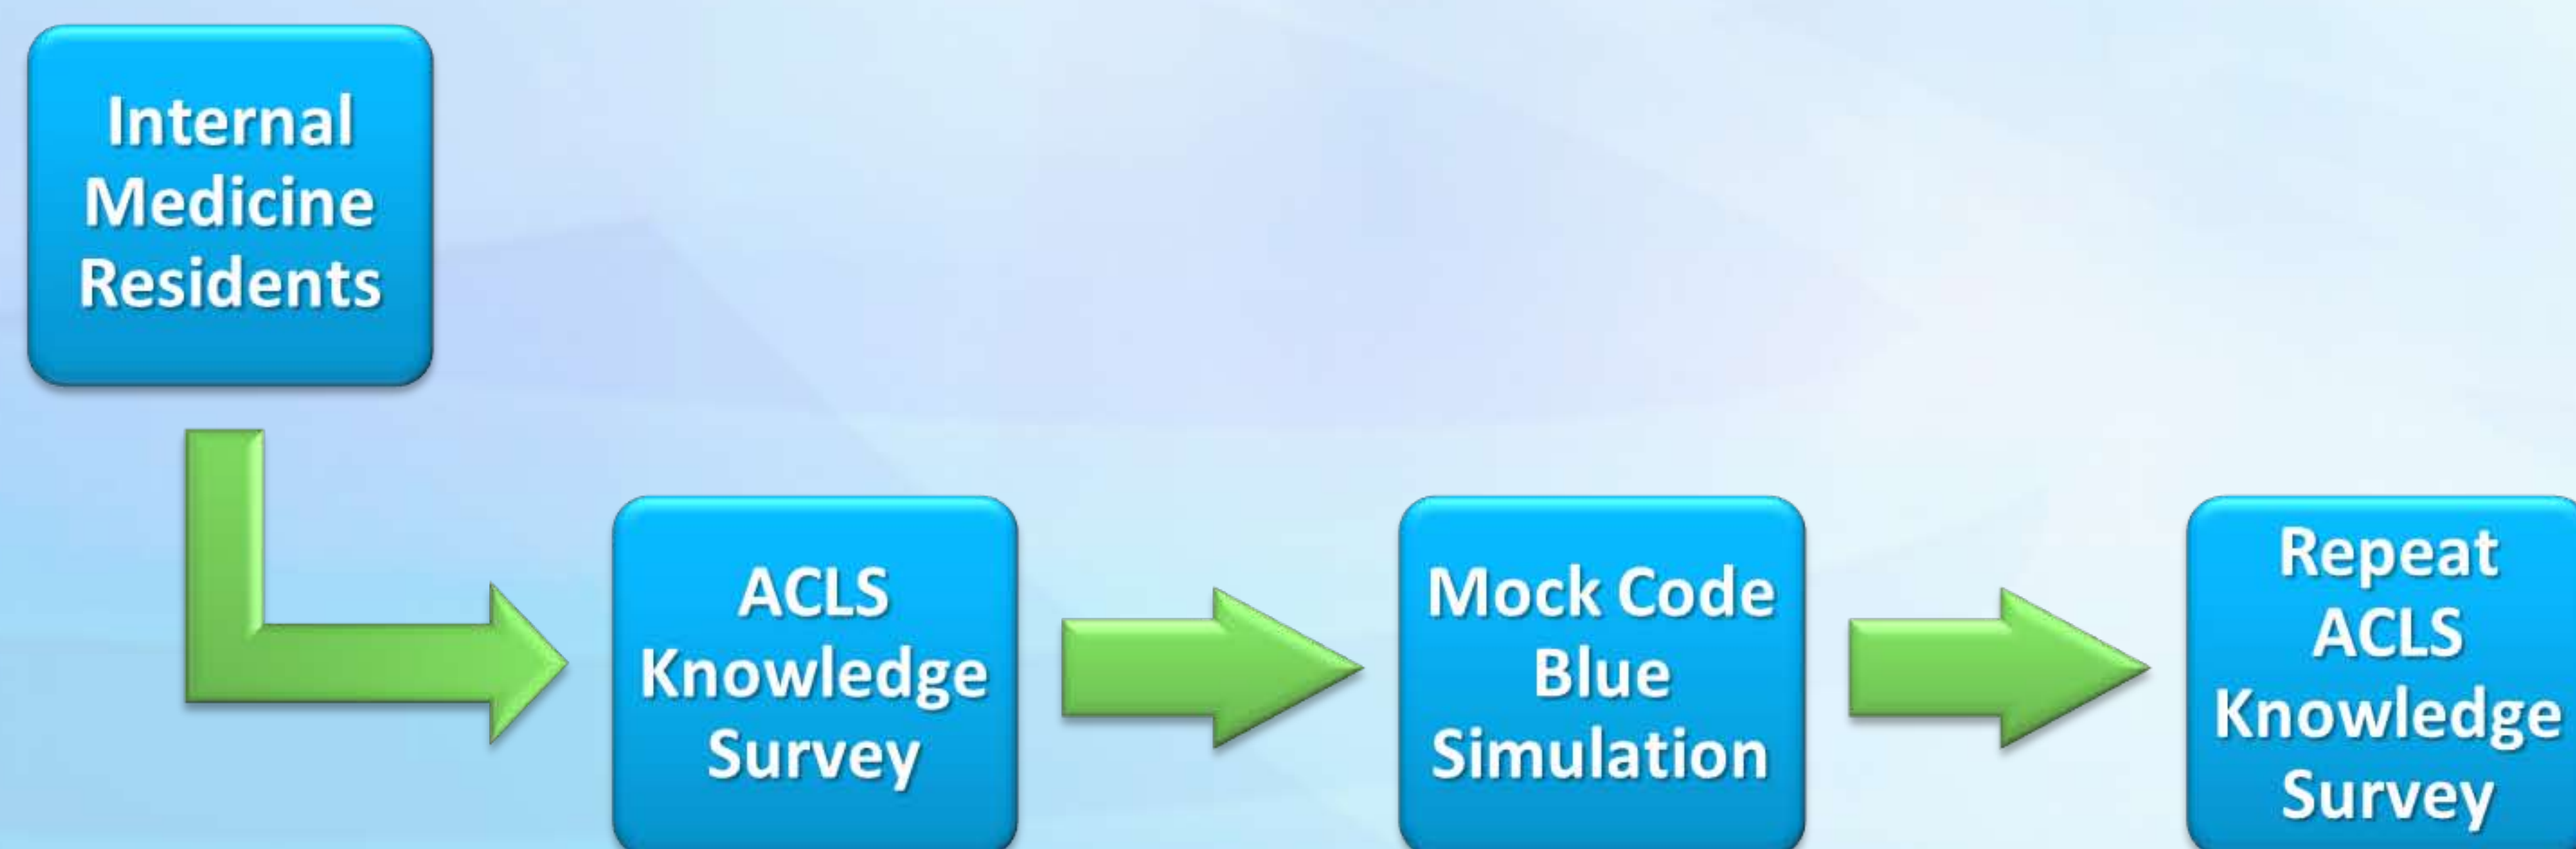 Internal
Medicine
Residents
ACLS
Knowledge
Survey
Mock Code
Blue
Simulation
Repeat
ACLS
Knowledge
Survey